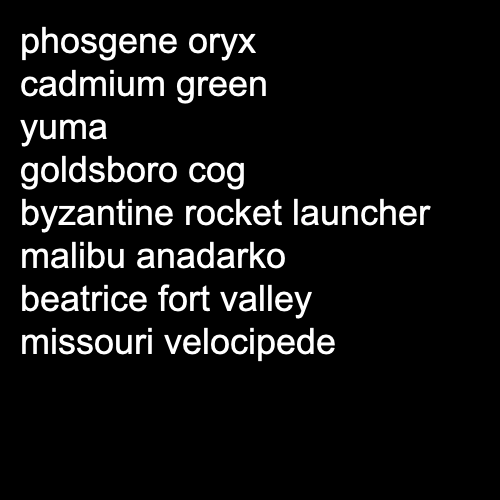 phosgene oryx
cadmium green
yuma
goldsboro cog
byzantine rocket launcher
malibu anadarko
beatrice fort valley
missouri velocipede